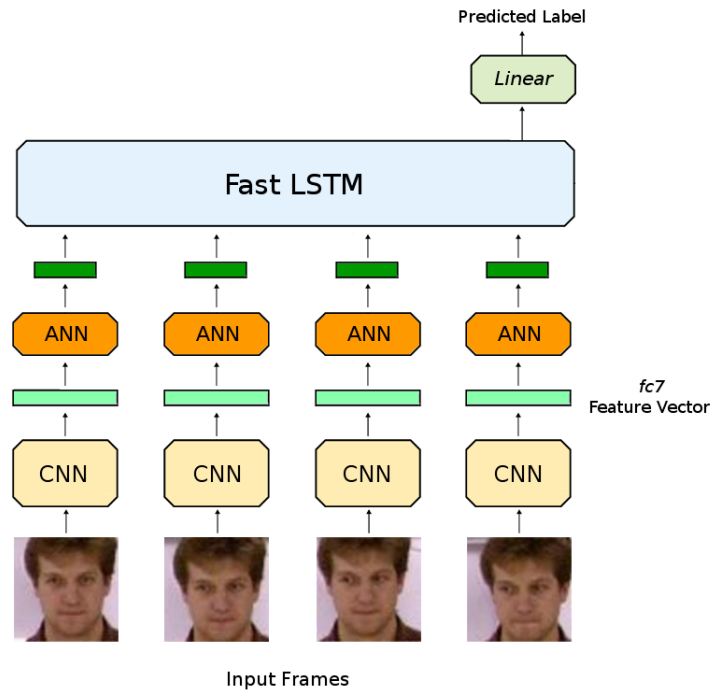 Predicted Label
Linear
Fast LSTM
ANN ANN ANN ANN
fc7
Feature Vector
CNN CNN CNN CNN
Input Frames